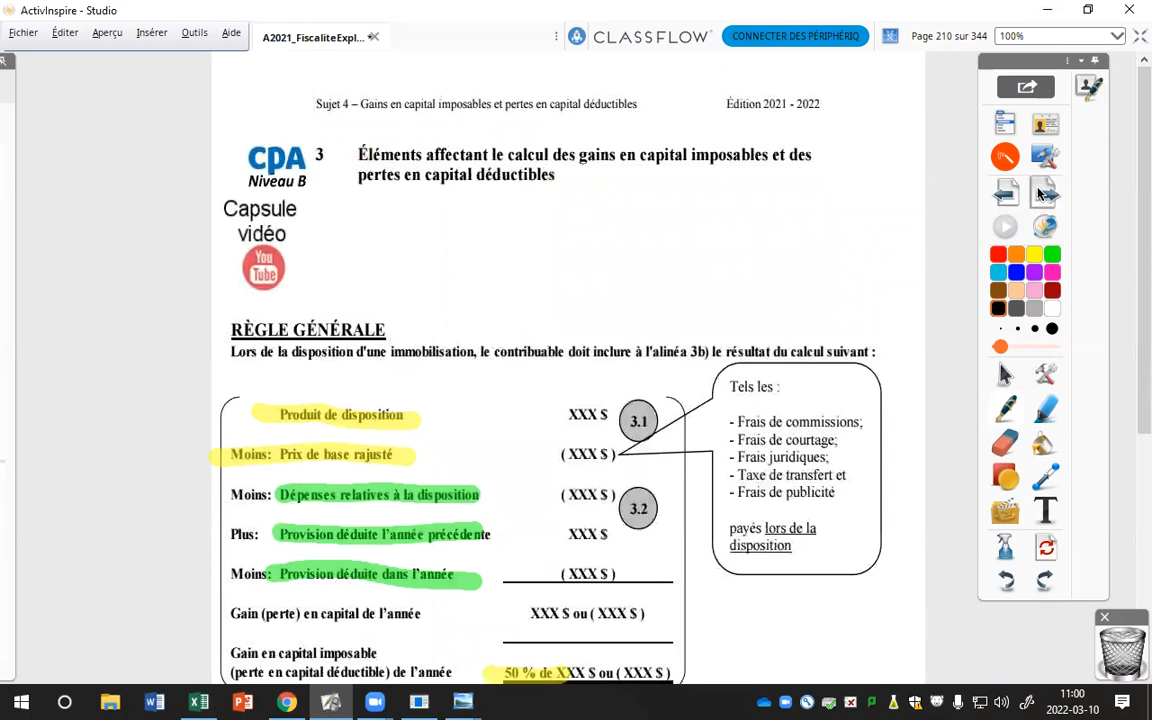 ActivInspire - Studio
Fichier Éditer Aperçu Insérer Outils Aide
A2021_FiscaliteExpl...
CLASSFLOW
CONNECTER DES PÉRIPHÉRIQ
Page 210 sur 344
100%
Sujet 4 – Gains en capital imposables et pertes en capital déductibles
Édition 2021 - 2022
CPA
Niveau B
3 Éléments affectant le calcul des gains en capital imposables et des
pertes en capital déductibles
Capsule
vidéo
You
Tube
RÈGLE GÉNÉRALE
Lors de la disposition d'une immobilisation, le contribuable doit inclure à l'alinéa 3b) le résultat du calcul suivant :
Produit de disposition XXX $
3.1
Moins: Prix de base rajusté ( XXX $ )
Moins: Dépenses relatives à la disposition ( XXX $ )
3.2
Plus: Provision déduite l'année précédente XXX $
Moins: Provision déduite dans l'année ( XXX $ )
Gain (perte) en capital de l'année XXX $ ou ( XXX $ )
Gain en capital imposable
(perte en capital déductible) de l'année 50 % de XXX $ ou ( XXX $ )
Tels les :
- Frais de commissions;
- Frais de courtage;
- Frais juridiques;
- Taxe de transfert et
- Frais de publicité
payés lors de la
disposition
T
11:00
2022-03-10